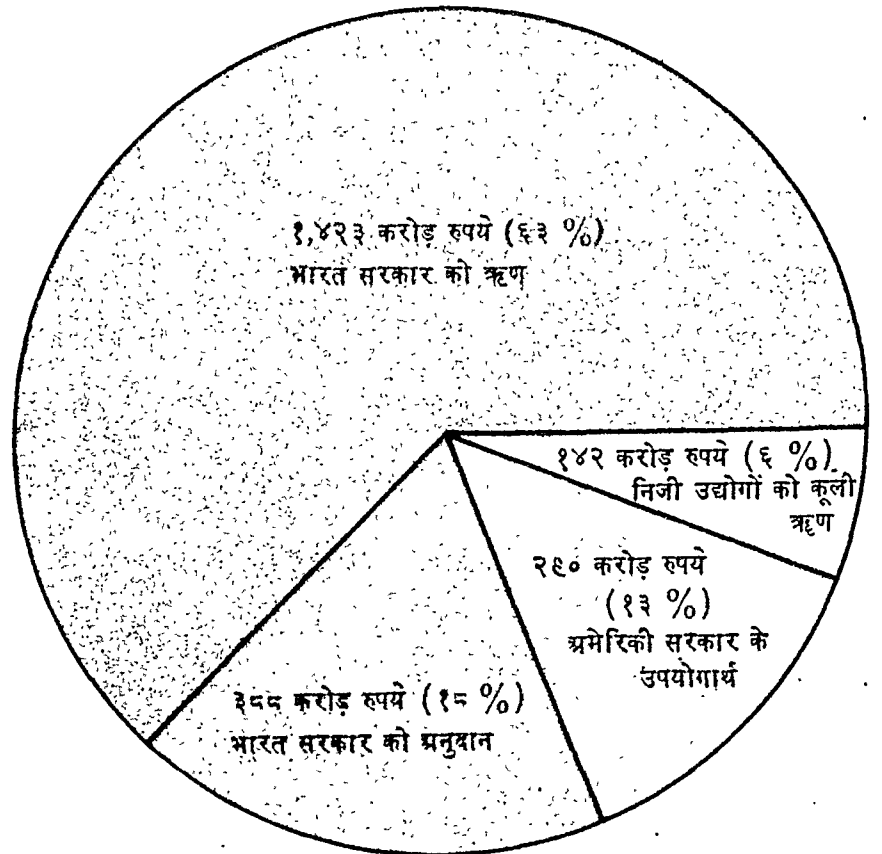 १,४२३ करोड़ रुपये (६३ %)
भारत सरकार को ऋण
१४२ करोड़ रुपये (६ %)
निजी उद्योगों को कूली
ऋण
२९० करोड़ रुपये
(१३ %)
अमेरिकी सरकार के
उपयोगार्थ
३८८ करोड़ रुपये (१८ %)
भारत सरकार को अनुदान